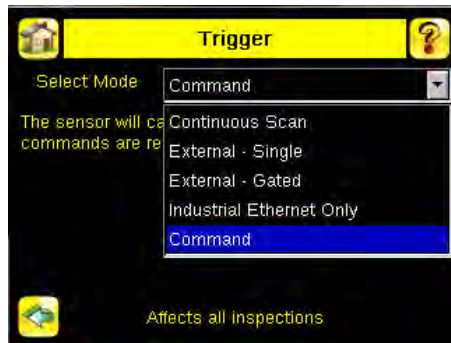 Trigger
?
Select Mode
Command
The sensor will ca
commands are re
Continuous Scan
External - Single
External - Gated
Industrial Ethernet Only
Command
Affects all inspections